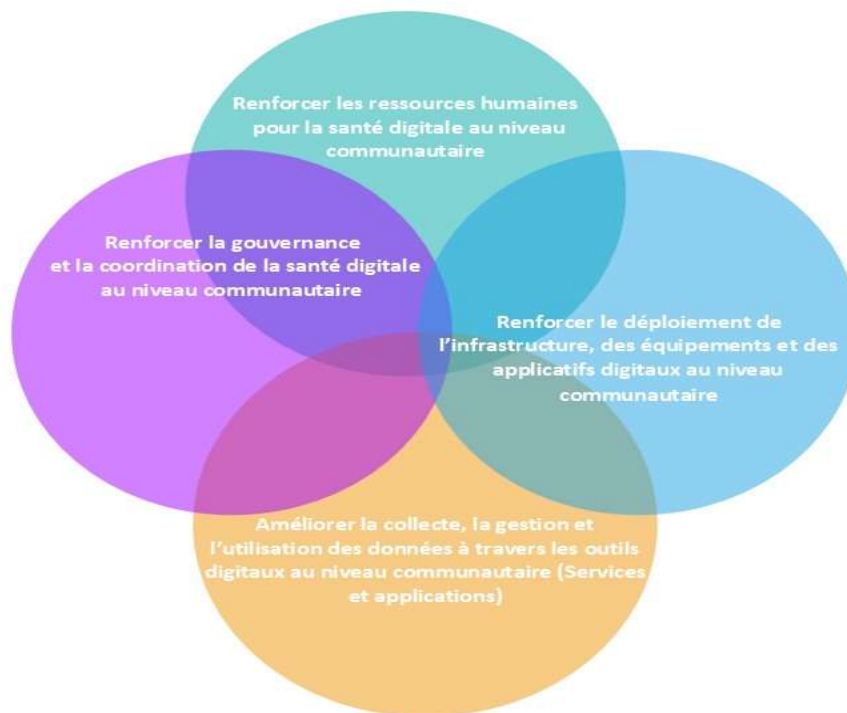 Renforcer les ressources humaines
pour la santé digitale au niveau
communautaire
Renforcer la gouvernance
et la coordination de la santé digitale
au niveau communautaire
Renforcer le déploiement de
l'infrastructure, des équipements et des
applicatifs digitaux au niveau
communautaire
Améliorer la collecte, la gestion et
l'utilisation des données à travers les outils
digitaux au niveau communautaire (Services
et applications)